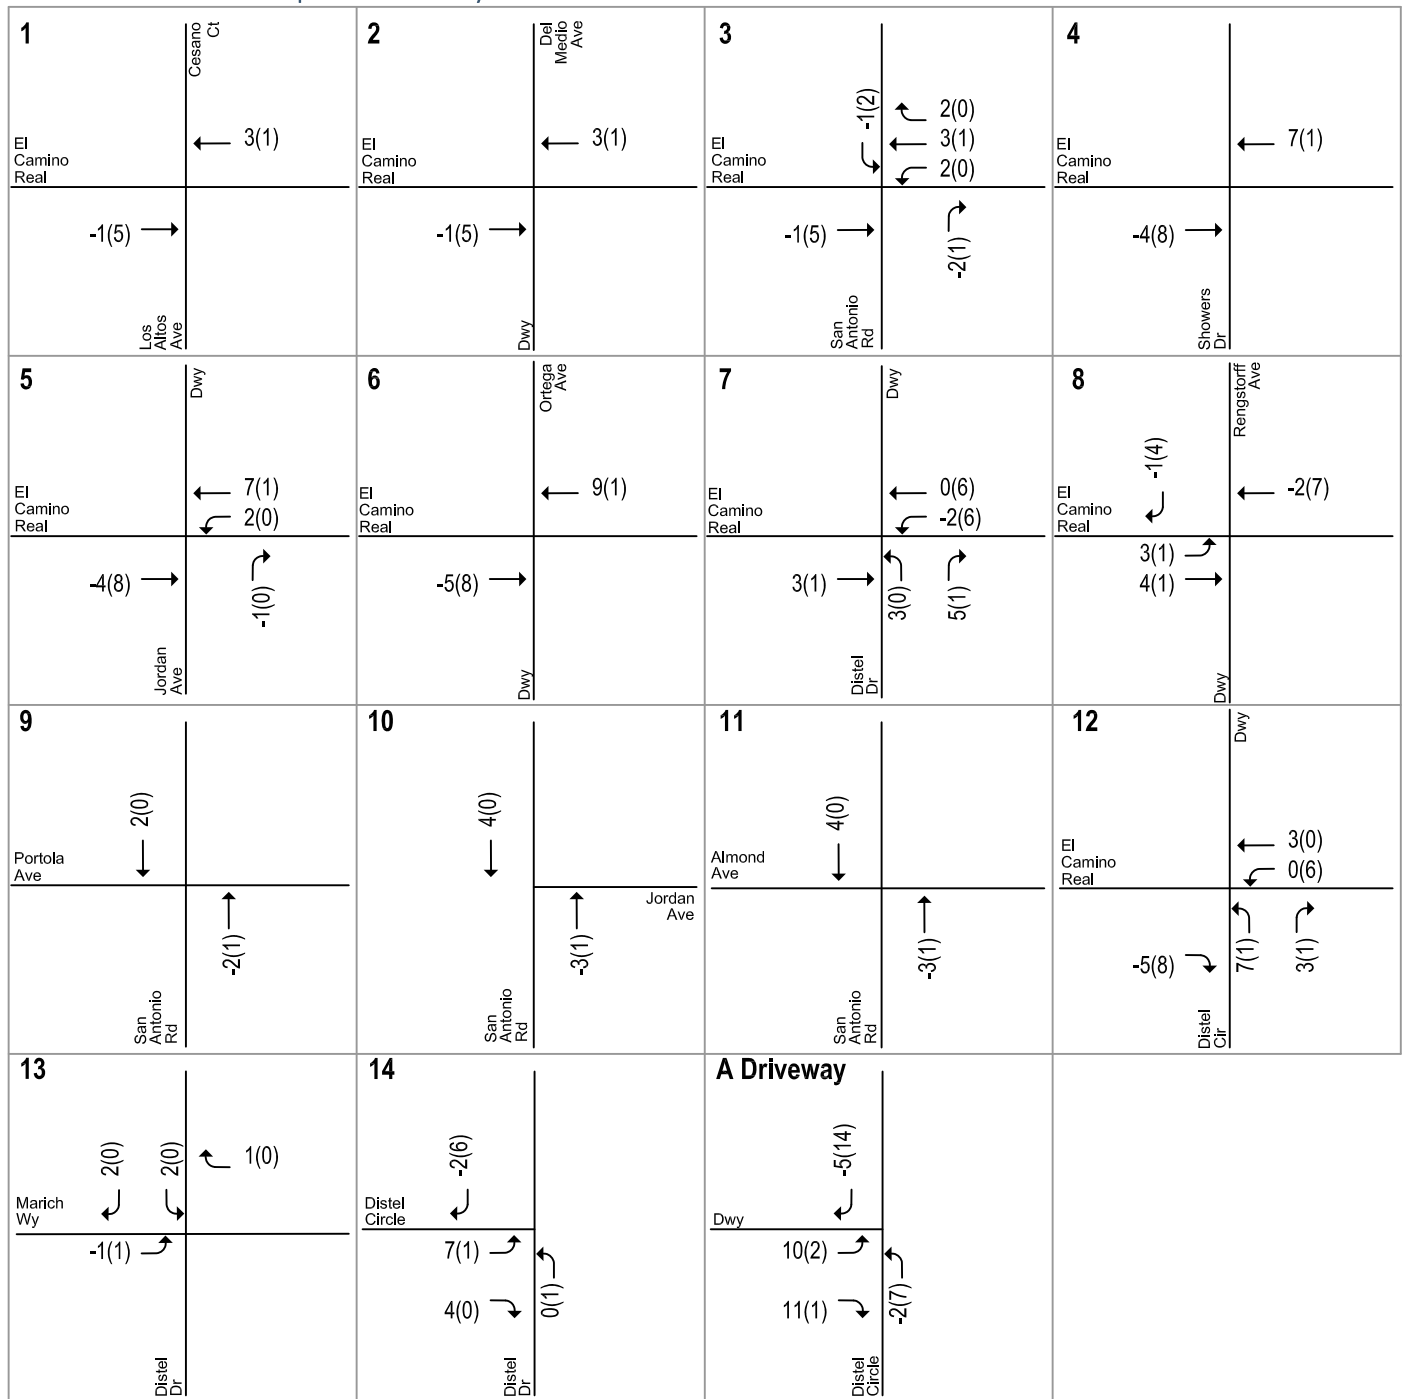 1
Cesano
Ct
El
Camino
Real
3(1)
-1(5)
Los
Altos
Ave
2
Del
Medio
Ave
El
Camino
Real
3(1)
-1(5)
Dwy
3
-1(2)
2(0)
3(1)
2(0)
El
Camino
Real
-1(5)
-2(1)
San
Antonio
Rd
4
El
Camino
Real
7(1)
-4(8)
Showers
Dr
5
Dwy
El
Camino
Real
7(1)
2(0)
-4(8)
-1(0)
Jordan
Ave
6
Ortega
Ave
El
Camino
Real
9(1)
-5(8)
Dwy
7
Dwy
El
Camino
Real
0(6)
-2(6)
3(1)
3(0)
5(1)
Distel
Dr
8
Rengstorff
Ave
-1(4)
El
Camino
Real
-2(7)
3(1)
4(1)
Dwy
9
2(0)
Portola
Ave
-2(1)
San
Antonio
Rd
10
4(0)
Jordan
Ave
-3(1)
San
Antonio
Rd
11
4(0)
Almond
Ave
-3(1)
San
Antonio
Rd
12
Dwy
El
Camino
Real
3(0)
0(6)
-5(8)
7(1)
3(1)
Distel
Cir
13
2(0)
2(0)
1(0)
Marich
Wy
-1(1)
Distel
Dr
14
-2(6)
Distel
Circle
7(1)
4(0)
0(1)
Distel
Dr
A Driveway
-5(14)
Dwy
10(2)
11(1)
-2(7)
Distel
Circle